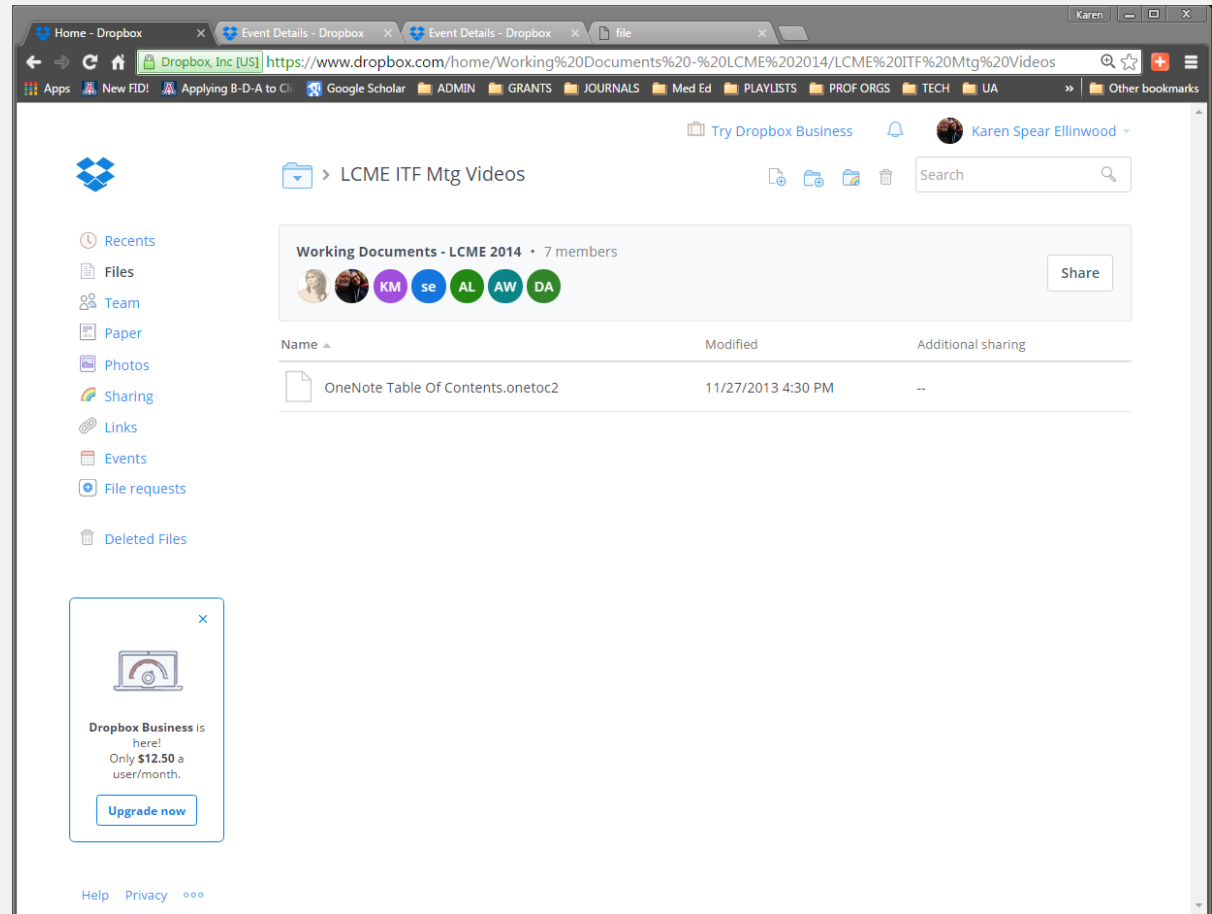 Karen
Home - Dropbox
Event Details - Dropbox
Event Details - Dropbox
file
Dropbox, Inc [US] https://www.dropbox.com/home/Working%20Documents%20-%20LCME%202014/LCME%20ITF%20Mtg%20Videos
Apps New FID! Applying B-D-A to Cli Google Scholar ADMIN GRANTS JOURNALS Med Ed PLAYLISTS PROF ORGS TECH UA » Other bookmarks
Try Dropbox Business Karen Spear Ellinwood
> LCME ITF Mtg Videos
Search
Recents
Files
Team
Paper
Photos
Sharing
Links
Events
File requests
Deleted Files
Working Documents - LCME 2014 • 7 members
KM se AL AW DA
Share
Name Modified Additional sharing
OneNote Table Of Contents.onetoc2 11/27/2013 4:30 PM --
Dropbox Business is
here!
Only $12.50 a
user/month.
Upgrade now
Help Privacy